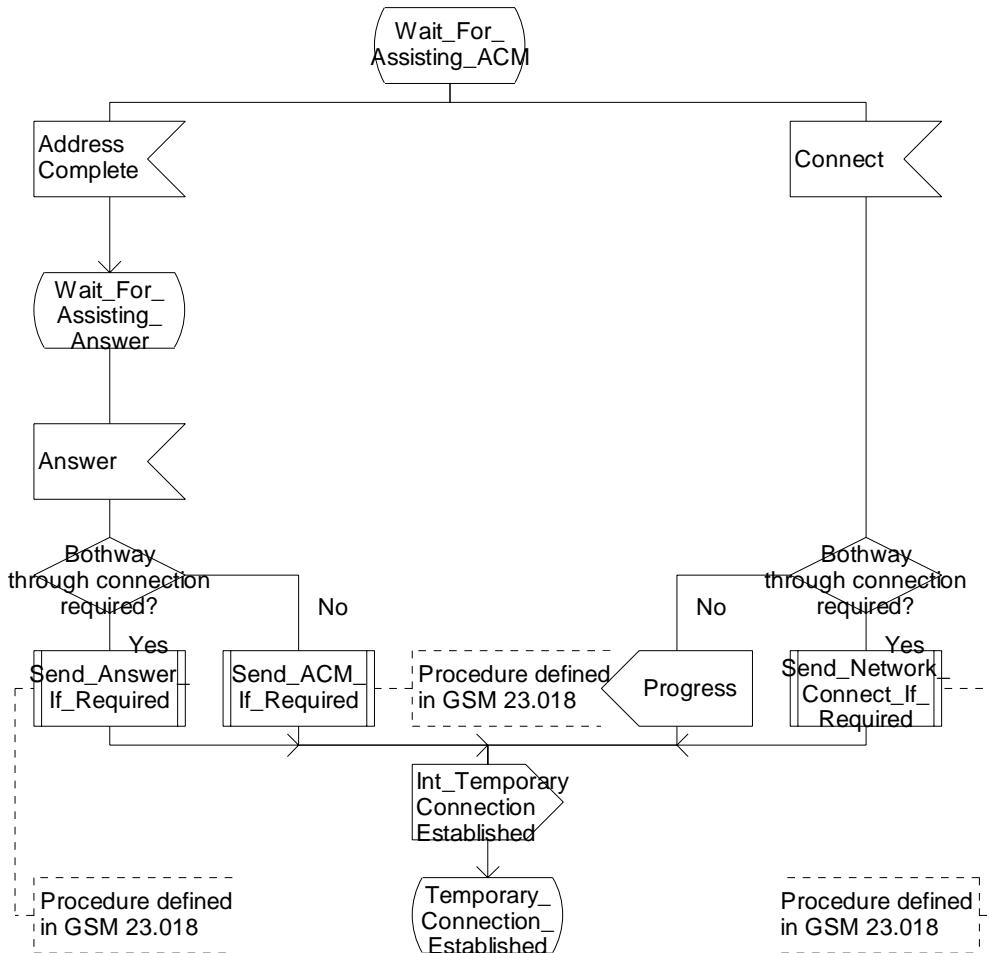 Wait_For_
Assisting_ACM
Address
Complete
Connect
Wait_For_
Assisting_
Answer
Answer
Bothway
through connection
required?
Bothway
through connection
required?
No
No
Yes
Yes
Send_Answer_
If_Required
Send_ACM_
If_Required
Procedure defined
in GSM 23.018
Progress
Send_Network_
Connect_If_
Required
Int_Temporary
Connection
Established
Procedure defined
in GSM 23.018
Temporary_
Connection_
Established
Procedure defined
in GSM 23.018